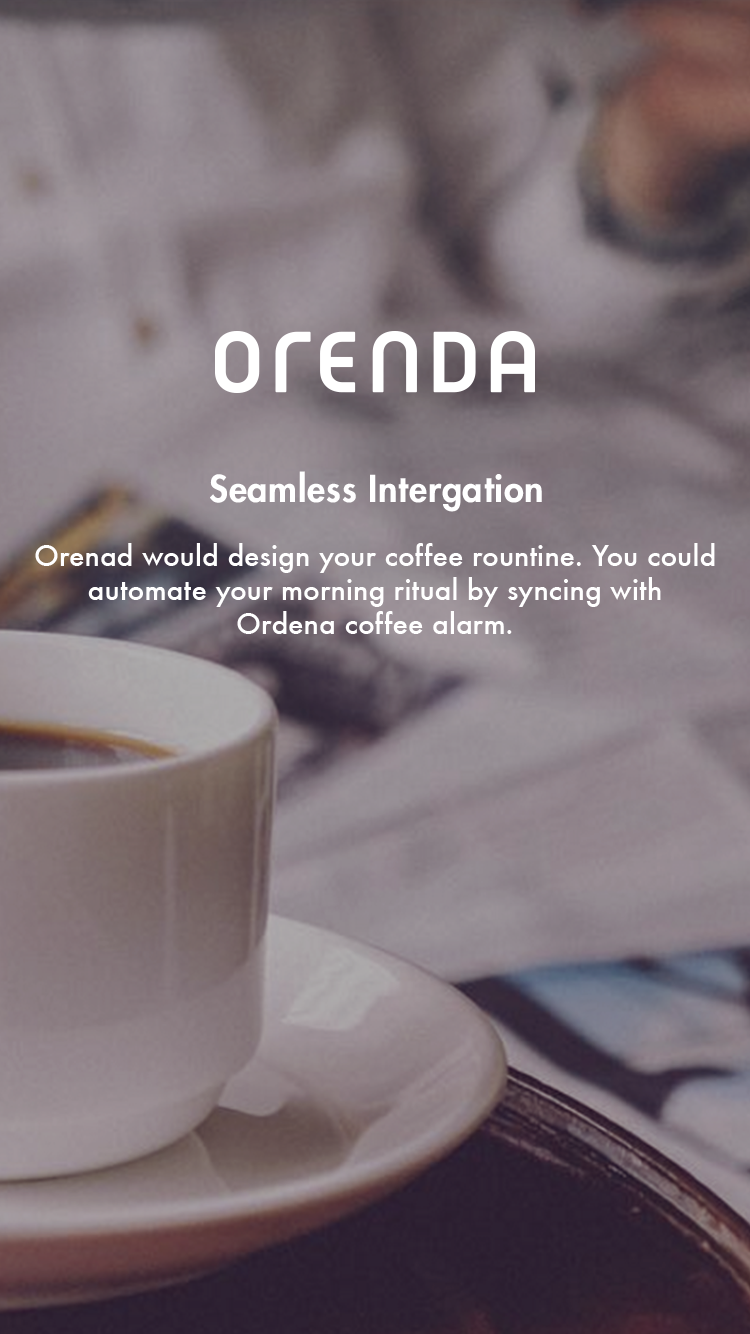 ORENDA
Seamless Intergation
Orenad would design your coffee rountine. You could
automate your morning ritual by syncing with
Ordena coffee alarm.